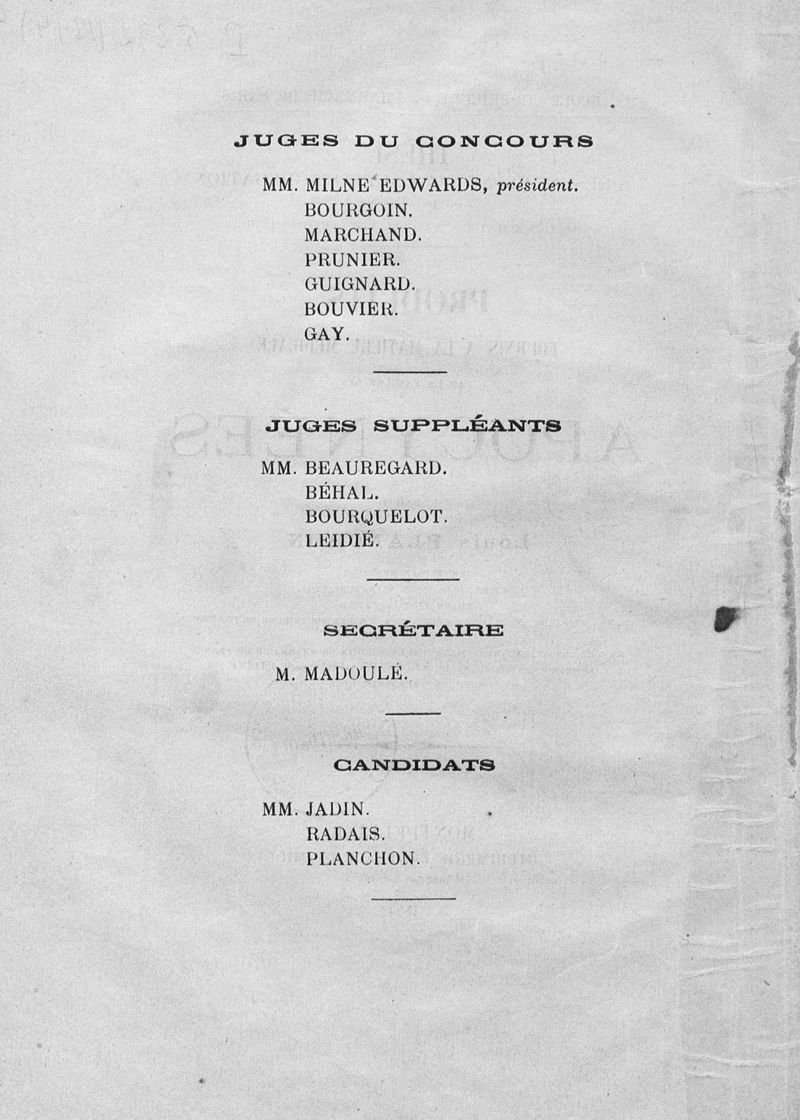 JUGES DU CONCOURS
MM. MILNE EDWARDS, président.
BOURGOIN.
MARCHAND.
PRUNIER.
GUIGNARD.
BOUVIER.
GAY.
JUGES SUPPLÉANTS
MM. BEAUREGARD.
BÉHAL.
BOURQUELOT.
LEIDIÉ.
SECRÉTAIRE
M. MADOULÉ.
CANDIDATS
MM. JADIN.
RADAIS.
PLANCHON.